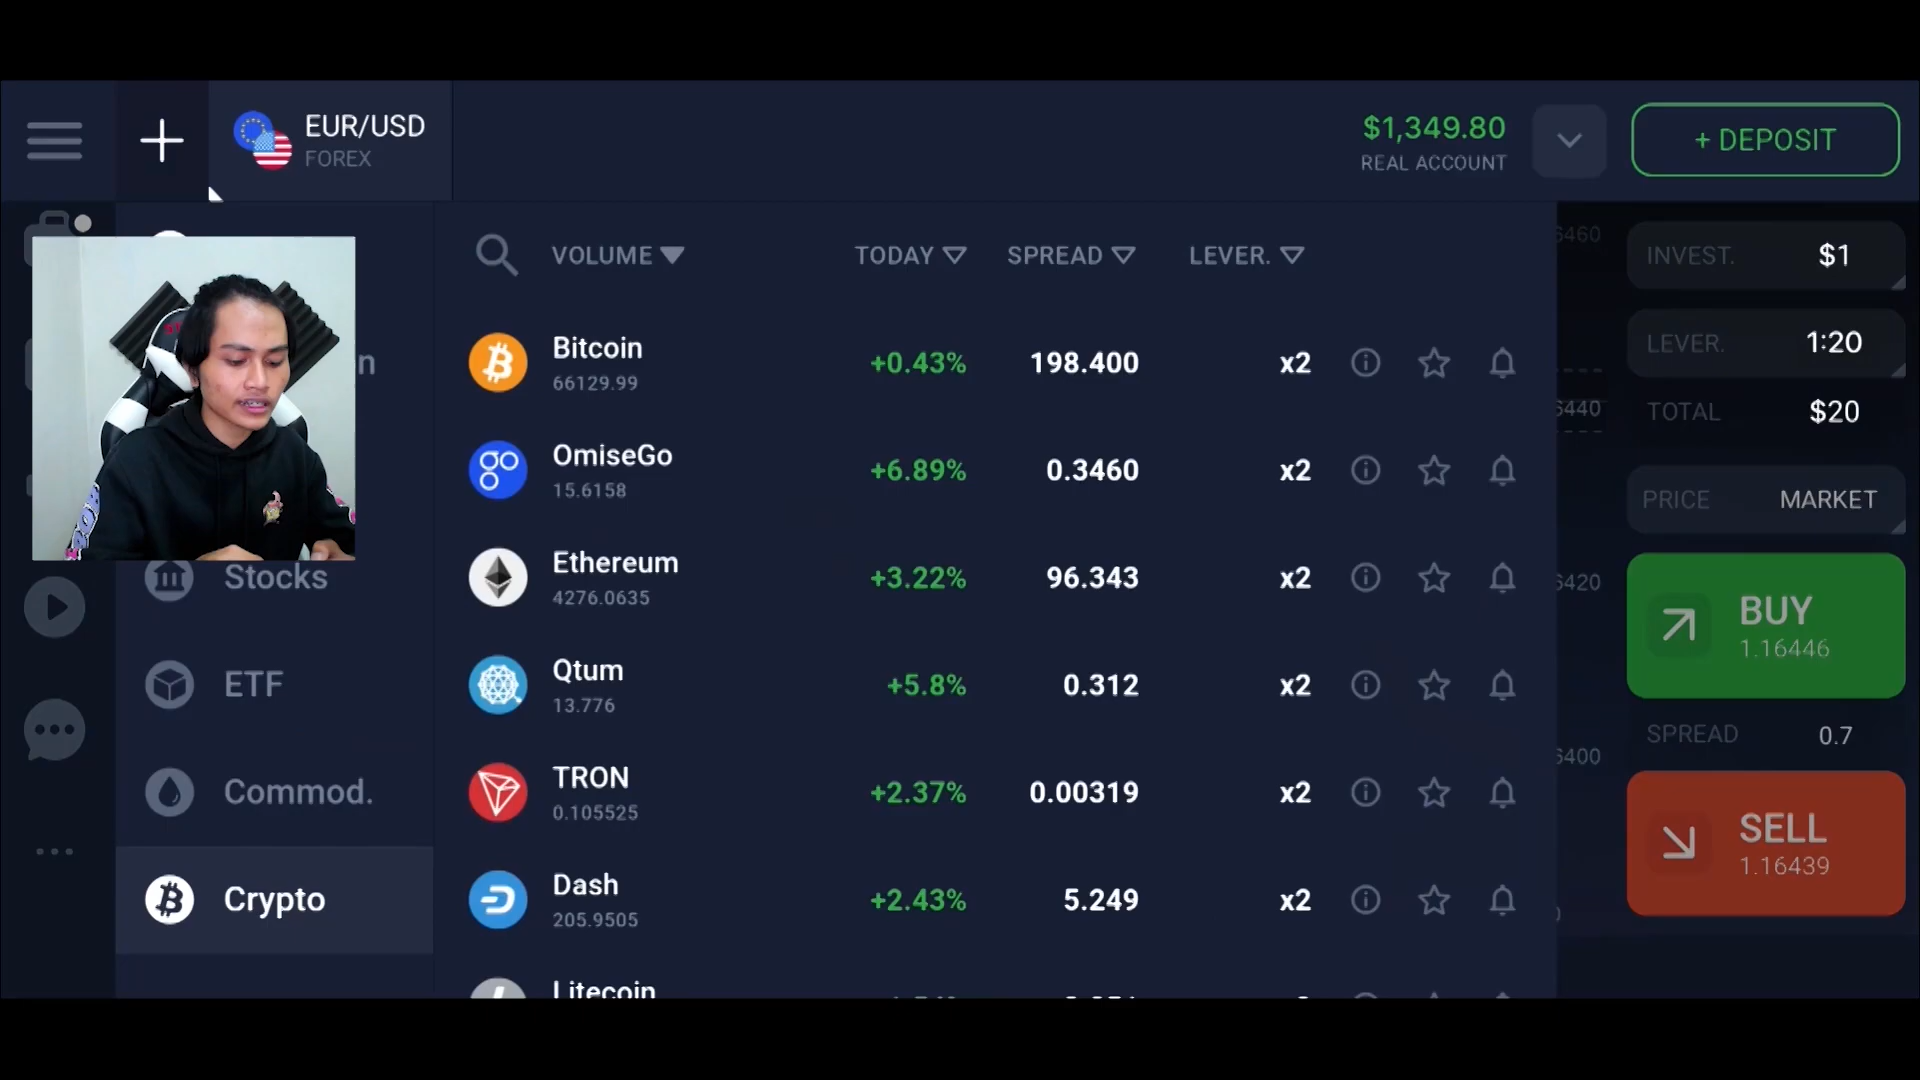 EUR/USD
FOREX
$1,349.80
REAL ACCOUNT
+ DEPOSIT
VOLUME
TODAY
SPREAD
LEVER.
Bitcoin
66129.99
+0.43%
198.400
x2
OmiseGo
15.6158
+6.89%
0.3460
x2
Ethereum
4276.0635
+3.22%
96.343
x2
Qtum
13.776
+5.8%
0.312
x2
TRON
0.105525
+2.37%
0.00319
x2
Dash
205.9505
+2.43%
5.249
x2
Litecoin
n
Stocks
ETF
Commod.
Crypto
6460
6440
6420
6400
INVEST.
$1
LEVER.
1:20
TOTAL
$20
PRICE
MARKET
BUY
1.16446
SPREAD
0.7
SELL
1.16439